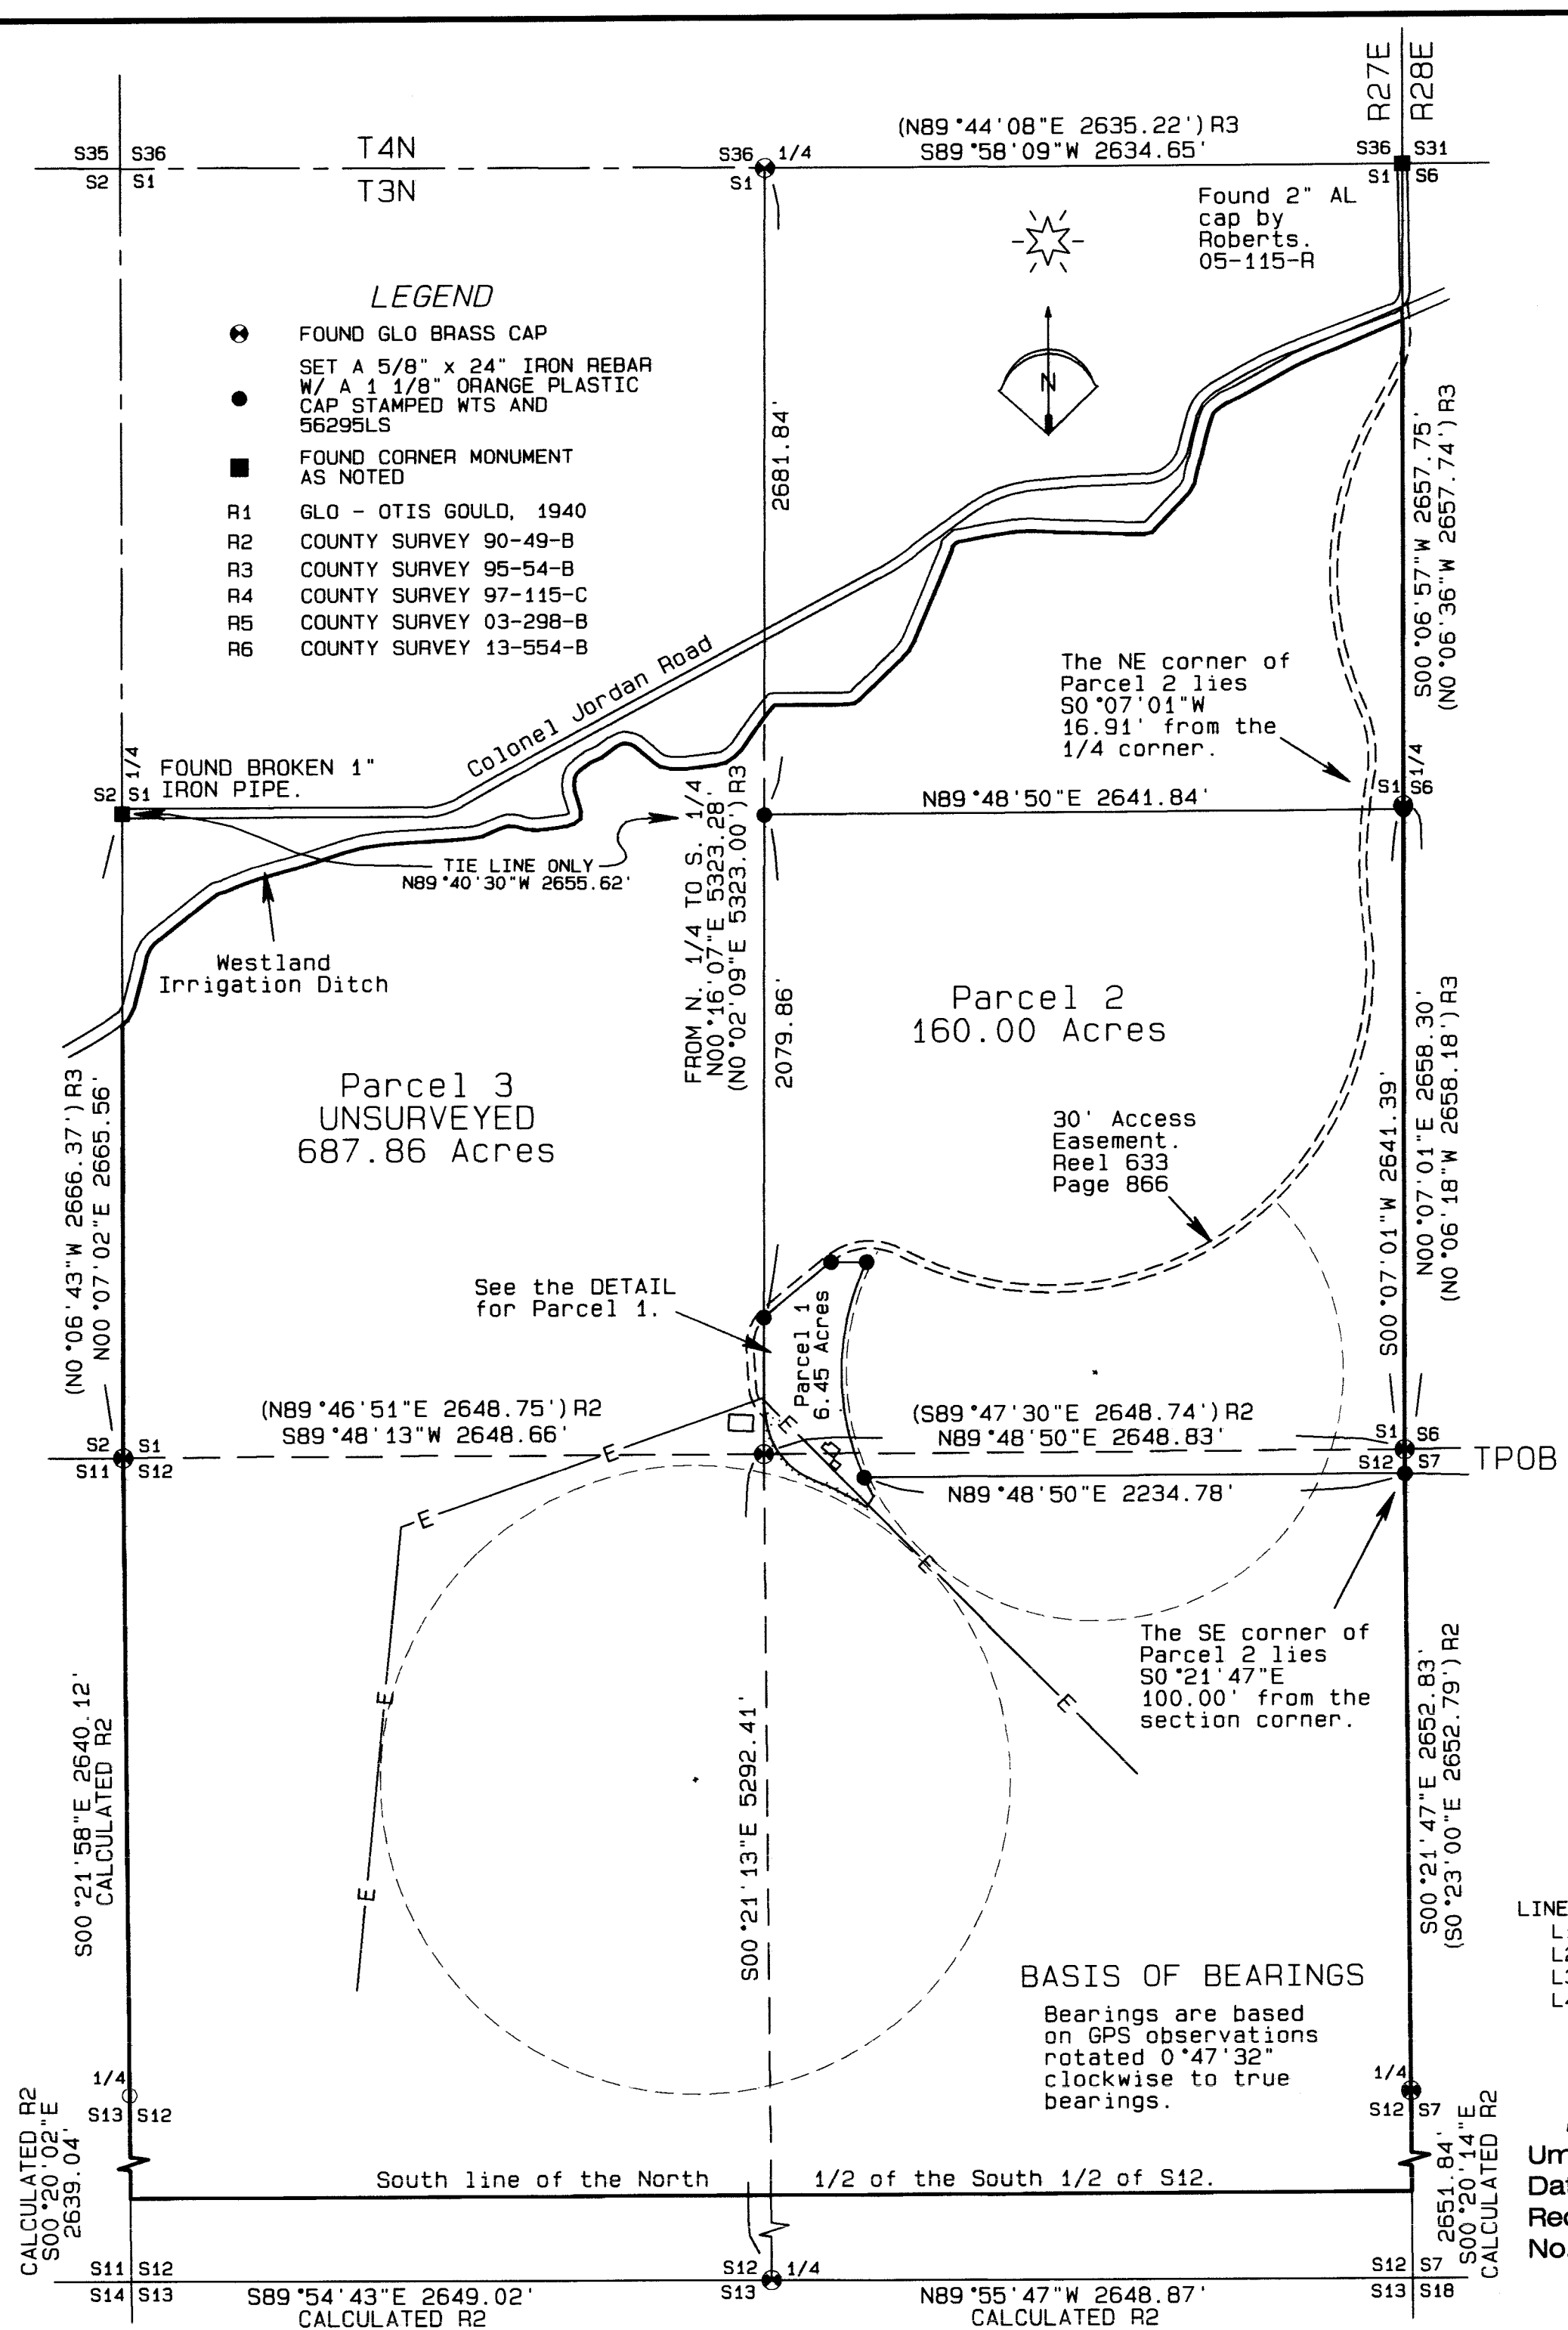 R27E
R28E
(N89°44'08"E 2635.22')R3
S89°58'09"W 2634.65'
S35 S36
S2 S1
T4N
T3N
S36 1/4
S1
S36 S31
S1 S6
Found 2" AL
cap by
Roberts.
05-115-R
LEGEND
FOUND GLO BRASS CAP
SET A 5/8" x 24" IRON REBAR
W/ A 1 1/8" ORANGE PLASTIC
CAP STAMPED WTS AND
56295LS
FOUND CORNER MONUMENT
AS NOTED
R1 GLO - OTIS GOULD, 1940
R2 COUNTY SURVEY 90-49-B
R3 COUNTY SURVEY 95-54-B
R4 COUNTY SURVEY 97-115-C
R5 COUNTY SURVEY 03-298-B
R6 COUNTY SURVEY 13-554-B
N
2681.84'
S00°06'57"W 2657.75'
(N0°06'36"W 2657.74')R3
Colonel Jordan Road
The NE corner of
Parcel 2 lies
S0°07'01"W
16.91' from the
1/4 corner.
1/4
S2 S1
FOUND BROKEN 1"
IRON PIPE.
1/4
S1 S6
N89°48'50"E 2641.84'
TIE LINE ONLY
N89°40'30"W 2655.62'
FROM N. 1/4 TO S. 1/4
N00°16'07"E 5323.28'
(N0°02'09"E 5323.00')R3
2079.86'
Westland
Irrigation Ditch
Parcel 2
160.00 Acres
Parcel 3
UNSURVEYED
687.86 Acres
(N0°06'43"W 2666.37')R3
N00°07'02"E 2665.56'
S00°07'01"W 2641.39'
N00°07'01"E 2658.30'
(N0°06'18"W 2658.18')R3
30' Access
Easement.
Reel 633
Page 866
See the DETAIL
for Parcel 1.
Parcel 1
6.45 Acres
(N89°46'51"E 2648.75')R2
S89°48'13"W 2648.66'
(S89°47'30"E 2648.74')R2
N89°48'50"E 2648.83'
S2 S1
S11 S12
S1 S6
S12 S7
TPOB
N89°48'50"E 2234.78'
E
E
E
E
E
E
E
The SE corner of
Parcel 2 lies
S0°21'47"E
100.00' from the
section corner.
S00°21'58"E 2640.12'
CALCULATED R2
S00°21'13"E 5292.41'
S00°21'47"E 2652.83'
(S0°23'00"E 2652.79')R2
LINE
BASIS OF BEARINGS
Bearings are based
on GPS observations
rotated 0°47'32"
clockwise to true
bearings.
1/4
S13 S12
1/4
S12 S7
CALCULATED R2
S00°20'02"E
2639.04'
2651.84'
S00°20'14"E
CALCULATED R2
South line of the North 1/2 of the South 1/2 of S12.
S11 S12
S14 S13
S12 1/4
S13
S12 S7
S13 S18
S89°54'43"E 2649.02'
CALCULATED R2
N89°55'47"W 2648.87'
CALCULATED R2